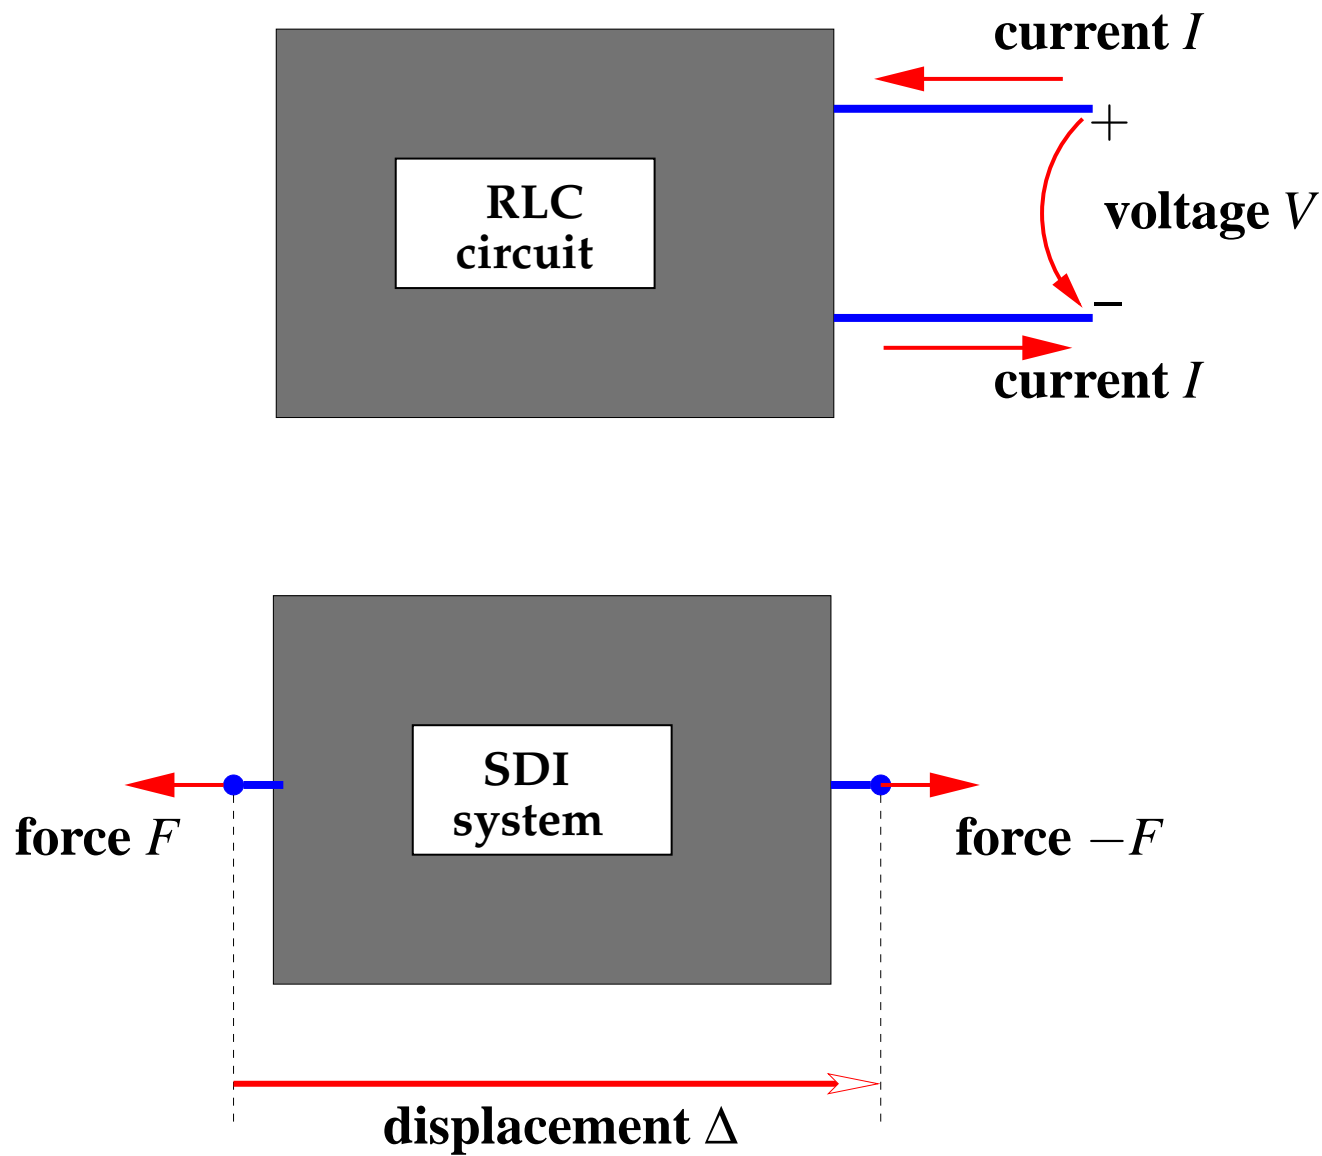 current I
+
RLC
circuit
voltage V
−
current I
SDI
system
force F
force −F
displacement Δ